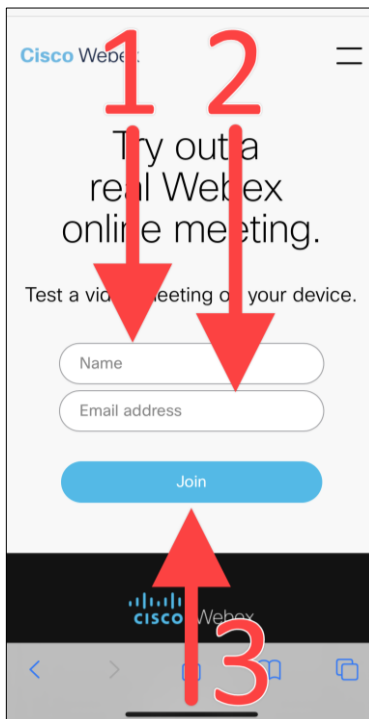 1 2
Cisco Webex
Try out a
real Webex
online meeting.
Test a video meeting on your device.
Name
Email address
Join
CISCO Webex
3